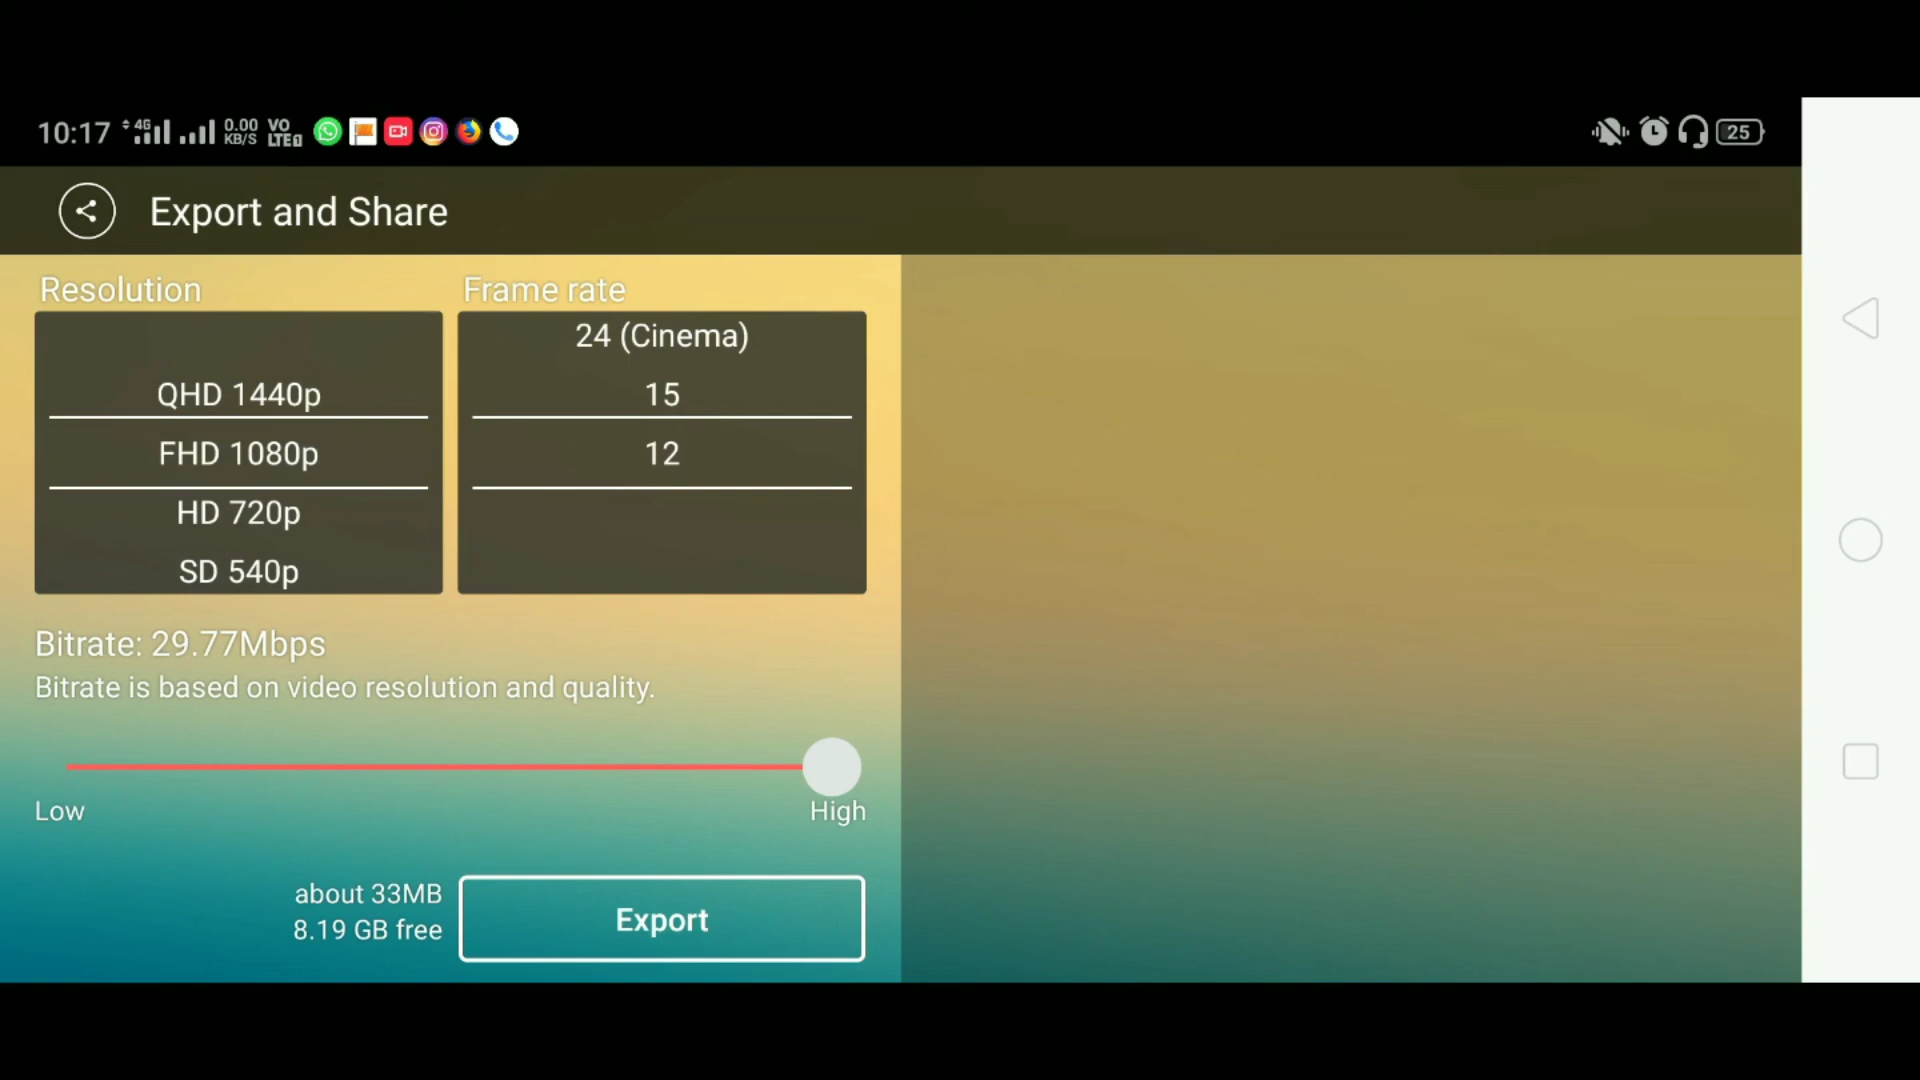 10:17 4G 0.00 KB/S VO LTE 25
Export and Share
Resolution
Frame rate
24 (Cinema)
QHD 1440p
15
FHD 1080p
12
HD 720p
SD 540p
Bitrate: 29.77Mbps
Bitrate is based on video resolution and quality.
Low
High
about 33MB
8.19 GB free
Export